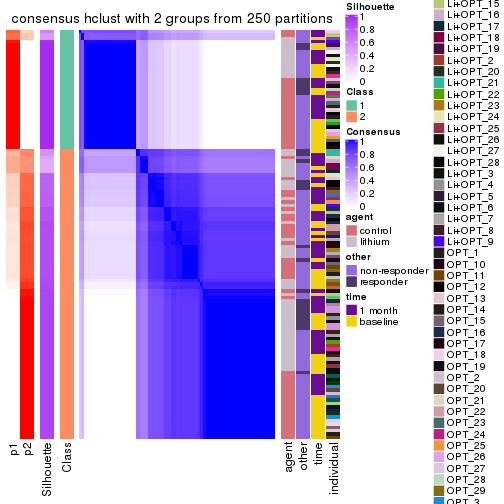 consensus hclust with 2 groups from 250 partitions
p1
p2
Silhouette
Class
agent
other
time
individual
Silhouette
1
0.8
0.6
0.4
0.2
0
Class
1
2
Consensus
1
0.8
0.6
0.4
0.2
0
agent
control
lithium
other
non-responder
responder
time
1 month
baseline
Li+OPT_15
Li+OPT_16
Li+OPT_17
Li+OPT_18
Li+OPT_19
Li+OPT_2
Li+OPT_20
Li+OPT_21
Li+OPT_22
Li+OPT_23
Li+OPT_24
Li+OPT_25
Li+OPT_26
Li+OPT_27
Li+OPT_28
Li+OPT_3
Li+OPT_4
Li+OPT_5
Li+OPT_6
Li+OPT_7
Li+OPT_8
Li+OPT_9
OPT_1
OPT_10
OPT_11
OPT_12
OPT_13
OPT_14
OPT_15
OPT_16
OPT_17
OPT_18
OPT_19
OPT_2
OPT_20
OPT_21
OPT_22
OPT_23
OPT_24
OPT_25
OPT_26
OPT_27
OPT_28
OPT_29
OPT_3